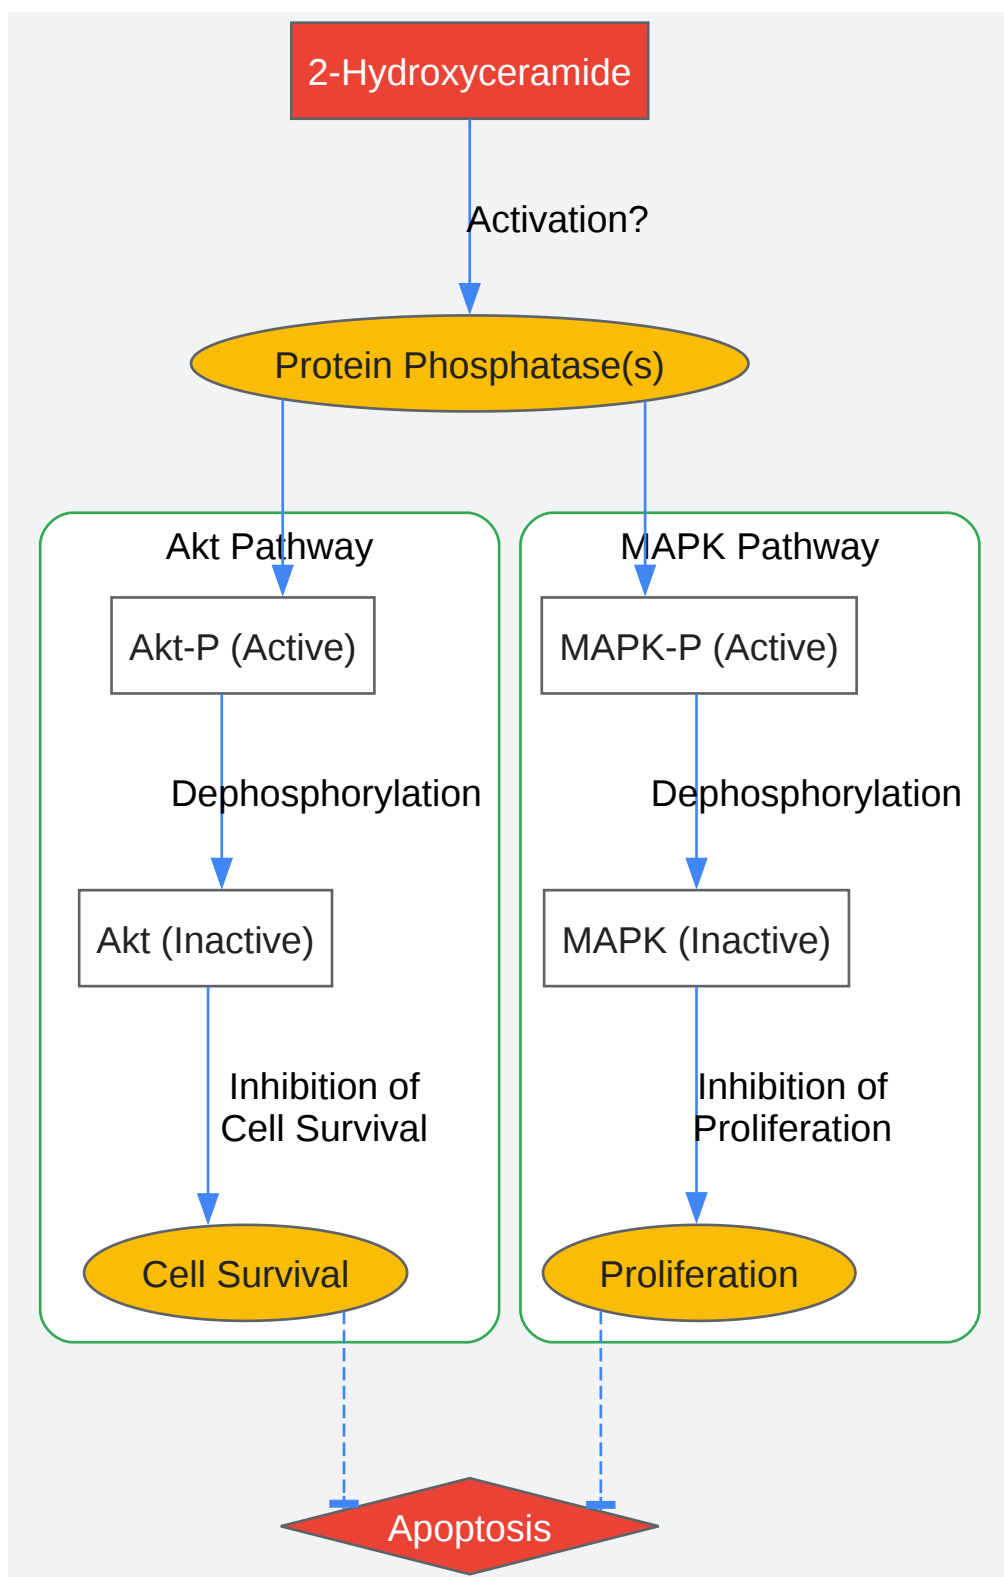 2-Hydroxyceramide
Activation?
Protein Phosphatase(s)
Akt Pathway
Akt-P (Active)
Dephosphorylation
Akt (Inactive)
Inhibition of
Cell Survival
Cell Survival
MAPK Pathway
MAPK-P (Active)
Dephosphorylation
MAPK (Inactive)
Inhibition of
Proliferation
Proliferation
Apoptosis